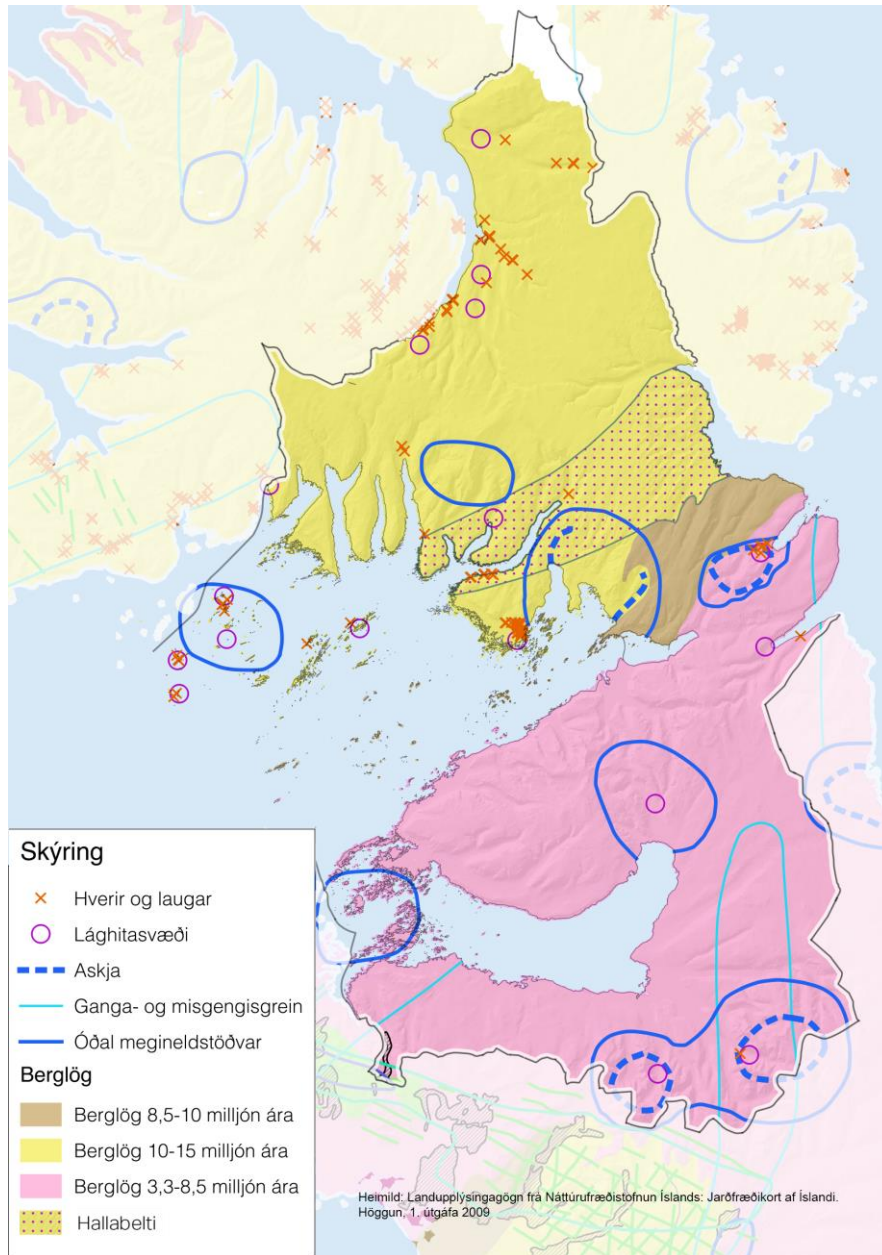 Skýring
Hverir og laugar
Lághitasvæði
Askja
Ganga- og misgengisgrein
Óðal megineldstöðvar
Berglög
Berglög 8,5-10 milljón ára
Berglög 10-15 milljón ára
Berglög 3,3-8,5 milljón ára
Hallabelti
Heimild: Landupplýsingagögn frá Náttúrufræðistofnun Íslands: Jarðfræðikort af Íslandi.
Höggun, 1. útgáfa 2009